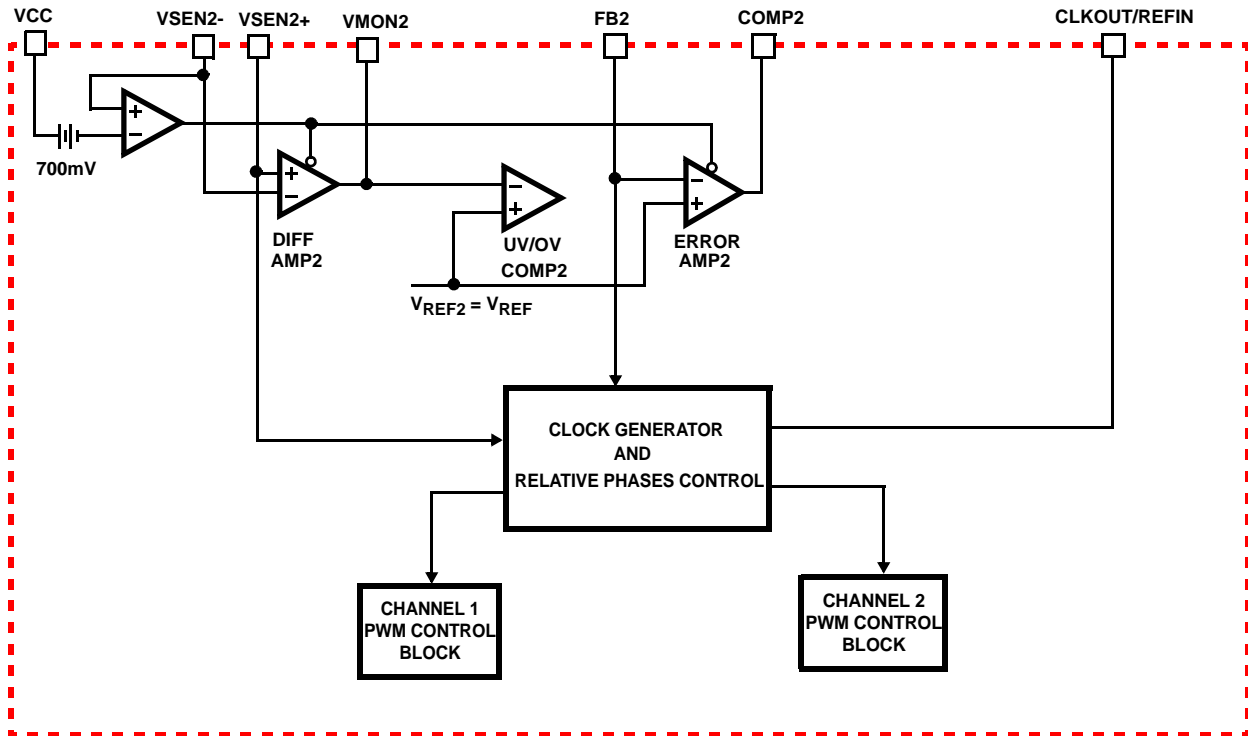 VCC
VSEN2-
VSEN2+
VMON2
FB2
COMP2
CLKOUT/REFIN
+
−
700mV
+
−
DIFF
AMP2
−
+
UV/OV
COMP2
−
+
ERROR
AMP2
VREF2 = VREF
CLOCK GENERATOR
AND
RELATIVE PHASES CONTROL
CHANNEL 1
PWM CONTROL
BLOCK
CHANNEL 2
PWM CONTROL
BLOCK